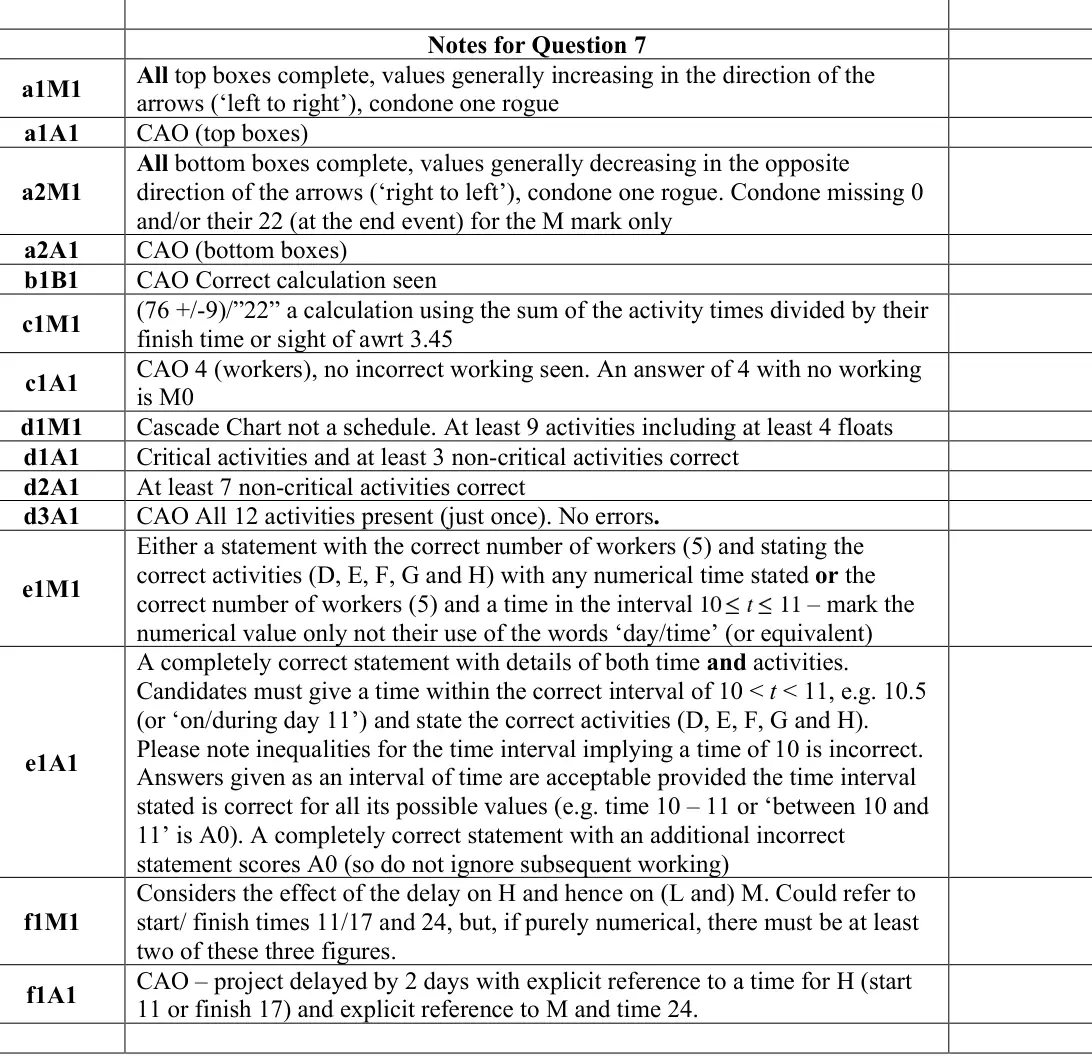 Notes for Question 7
a1M1
All top boxes complete, values generally increasing in the direction of the
arrows (‘left to right’), condone one rogue
a1A1
CAO (top boxes)
a2M1
All bottom boxes complete, values generally decreasing in the opposite
direction of the arrows (‘right to left’), condone one rogue. Condone missing 0
and/or their 22 (at the end event) for the M mark only
a2A1
CAO (bottom boxes)
b1B1
CAO Correct calculation seen
c1M1
(76 +/-9)/”22” a calculation using the sum of the activity times divided by their
finish time or sight of awrt 3.45
c1A1
CAO 4 (workers), no incorrect working seen. An answer of 4 with no working
is M0
d1M1
Cascade Chart not a schedule. At least 9 activities including at least 4 floats
d1A1
Critical activities and at least 3 non-critical activities correct
d2A1
At least 7 non-critical activities correct
d3A1
CAO All 12 activities present (just once). No errors.
e1M1
Either a statement with the correct number of workers (5) and stating the
correct activities (D, E, F, G and H) with any numerical time stated or the
correct number of workers (5) and a time in the interval 10 ≤ t ≤ 11 – mark the
numerical value only not their use of the words ‘day/time’ (or equivalent)
e1A1
A completely correct statement with details of both time and activities.
Candidates must give a time within the correct interval of 10 < t < 11, e.g. 10.5
(or ‘on/during day 11’) and state the correct activities (D, E, F, G and H).
Please note inequalities for the time interval implying a time of 10 is incorrect.
Answers given as an interval of time are acceptable provided the time interval
stated is correct for all its possible values (e.g. time 10 – 11 or ‘between 10 and
11’ is A0). A completely correct statement with an additional incorrect
statement scores A0 (so do not ignore subsequent working)
f1M1
Considers the effect of the delay on H and hence on (L and) M. Could refer to
start/ finish times 11/17 and 24, but, if purely numerical, there must be at least
two of these three figures.
f1A1
CAO – project delayed by 2 days with explicit reference to a time for H (start
11 or finish 17) and explicit reference to M and time 24.